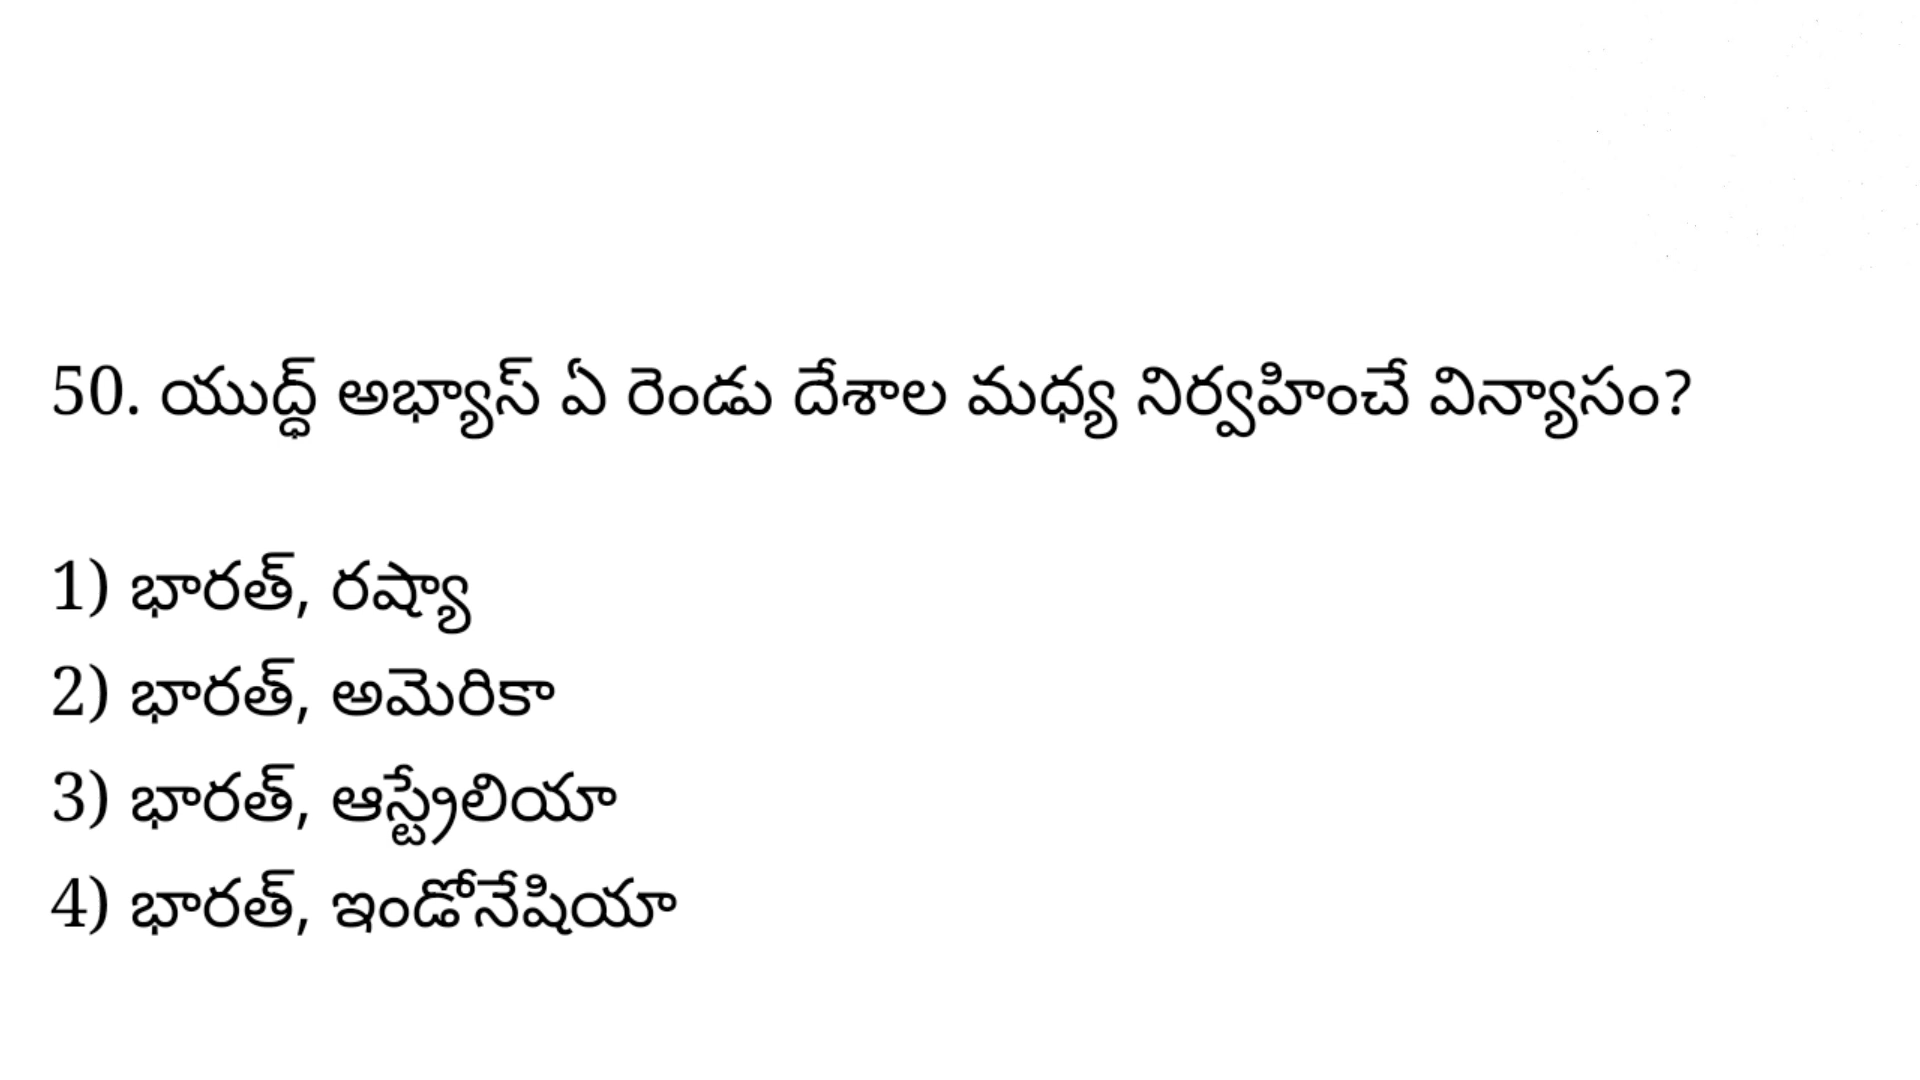 50. యుద్ధ్ అభ్యాస్ ఏ రెండు దేశాల మధ్య నిర్వహించే విన్యాసం?
1) భారత్, రష్యా
2) భారత్, అమెరికా
3) భారత్, ఆస్ట్రేలియా
4) భారత్, ఇండోనేషియా